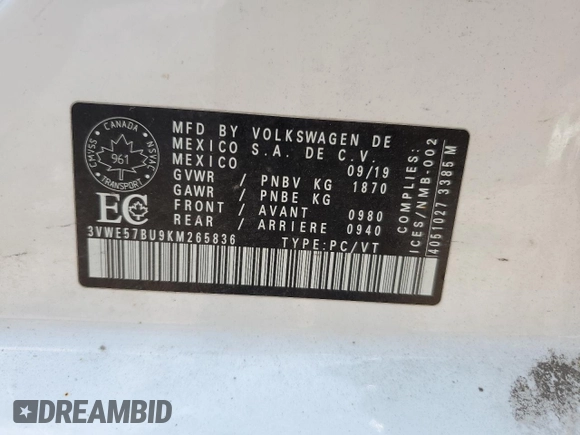 CANADA
CMVSS
NSVAC
961
TRANSPORT
EC
MFD BY VOLKSWAGEN DE
MEXICO S.A. DE C.V.
MEXICO 09/19
GVWR / PNBV KG 1870
GAWR / PNBE KG
FRONT / AVANT 0980
REAR / ARRIERE 0940
3VWE57BU9KM265836 TYPE:PC/VT
COMPLIES:
ICES/NMB-002
4051027 3385M
DREAMBID